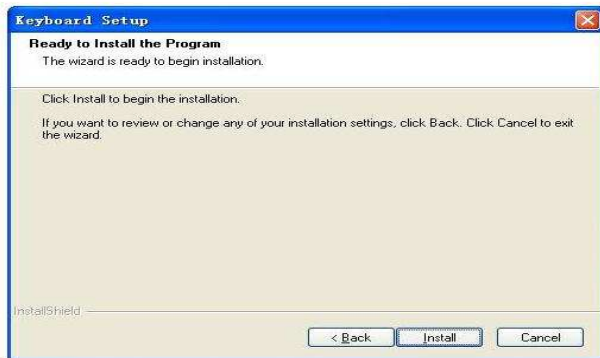 Keyboard Setup
Ready to Install the Program
The wizard is ready to begin installation.
Click Install to begin the installation.
If you want to review or change any of your installation settings, click Back. Click Cancel to exit
the wizard.
InstallShield
< Back Install Cancel